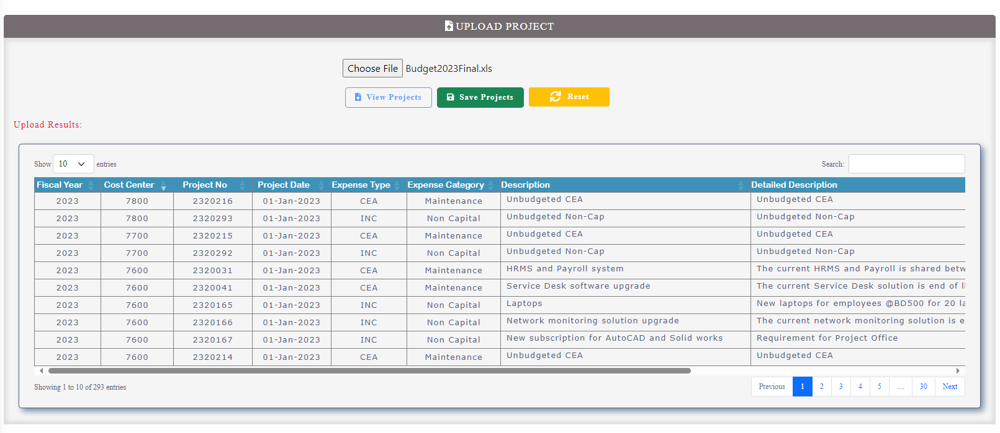 UPLOAD PROJECT
Choose File Budget2023Final.xls
View Projects Save Projects Reset
Upload Results:
Show 10 entries Search:
Fiscal Year Cost Center Project No Project Date Expense Type Expense Category Description Detailed Description
2023 7800 2320216 01-Jan-2023 CEA Maintenance Unbudgeted CEA Unbudgeted CEA
2023 7800 2320293 01-Jan-2023 INC Non Capital Unbudgeted Non-Cap Unbudgeted Non-Cap
2023 7700 2320215 01-Jan-2023 CEA Maintenance Unbudgeted CEA Unbudgeted CEA
2023 7700 2320292 01-Jan-2023 INC Non Capital Unbudgeted Non-Cap Unbudgeted Non-Cap
2023 7600 2320031 01-Jan-2023 CEA Maintenance HRMS and Payroll system The current HRMS and Payroll is shared betw
2023 7600 2320041 01-Jan-2023 CEA Maintenance Service Desk software upgrade The current Service Desk solution is end of li
2023 7600 2320165 01-Jan-2023 INC Non Capital Laptops New laptops for employees @BD500 for 20 la
2023 7600 2320166 01-Jan-2023 INC Non Capital Network monitoring solution upgrade The current network monitoring solution is e
2023 7600 2320167 01-Jan-2023 INC Non Capital New subscription for AutoCAD and Solid works Requirement for Project Office
2023 7600 2320214 01-Jan-2023 CEA Maintenance Unbudgeted CEA Unbudgeted CEA
Showing 1 to 10 of 293 entries Previous 1 2 3 4 5 ... 30 Next